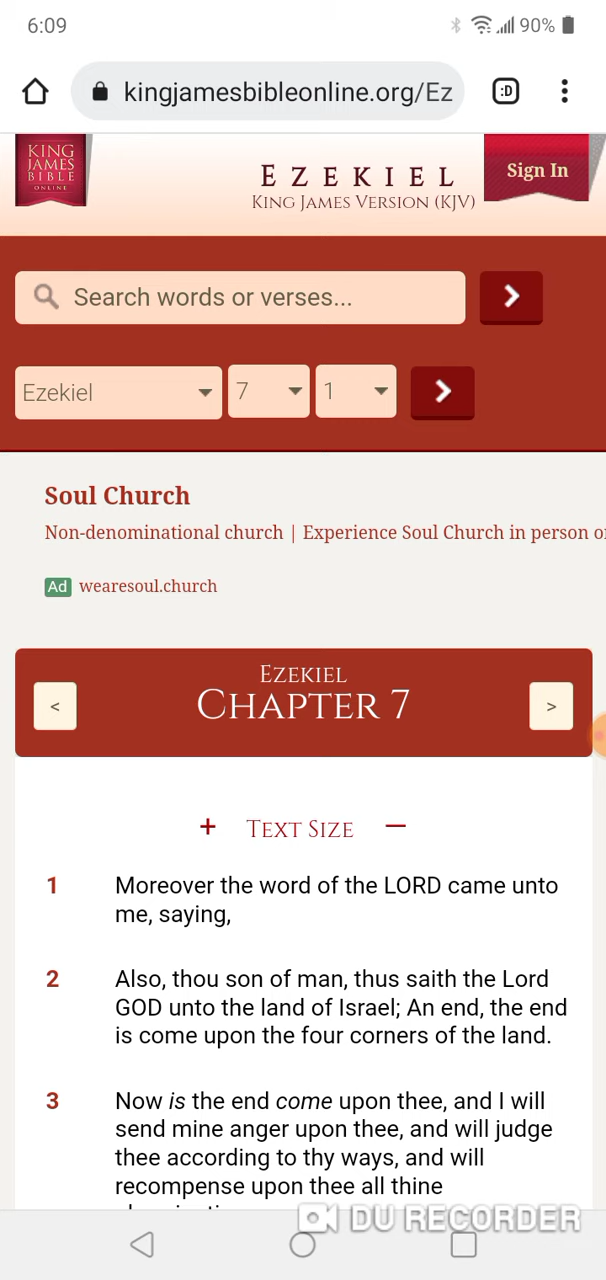 6:09
90%
kingjamesbibleonline.org/Ez
:D
KING
JAMES
BIBLE
ONLINE
EZEKIEL
KING JAMES VERSION (KJV)
Sign In
Search words or verses...
Ezekiel
7
1
Soul Church
Non-denominational church | Experience Soul Church in person o
Ad wearesoul.church
EZEKIEL
CHAPTER 7
<
>
+ TEXT SIZE −
1 Moreover the word of the LORD came unto
me, saying,
2 Also, thou son of man, thus saith the Lord
GOD unto the land of Israel; An end, the end
is come upon the four corners of the land.
3 Now is the end come upon thee, and I will
send mine anger upon thee, and will judge
thee according to thy ways, and will
recompense upon thee all thine
DU RECORDER